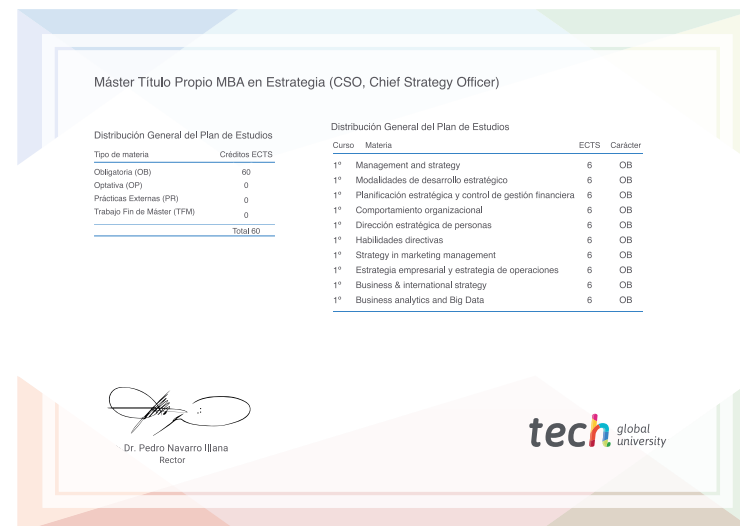 Máster Título Propio MBA en Estrategia (CSO, Chief Strategy Officer)
Distribución General del Plan de Estudios
Tipo de materia Créditos ECTS
Obligatoria (OB) 60
Optativa (OP) 0
Prácticas Externas (PR) 0
Trabajo Fin de Máster (TFM) 0
Total 60
Distribución General del Plan de Estudios
Curso Materia ECTS Carácter
1º Management and strategy 6 OB
1º Modalidades de desarrollo estratégico 6 OB
1º Planificación estratégica y control de gestión financiera 6 OB
1º Comportamiento organizacional 6 OB
1º Dirección estratégica de personas 6 OB
1º Habilidades directivas 6 OB
1º Strategy in marketing management 6 OB
1º Estrategia empresarial y estrategia de operaciones 6 OB
1º Business & international strategy 6 OB
1º Business analytics and Big Data 6 OB
Dr. Pedro Navarro Illana
Rector
tech global
university